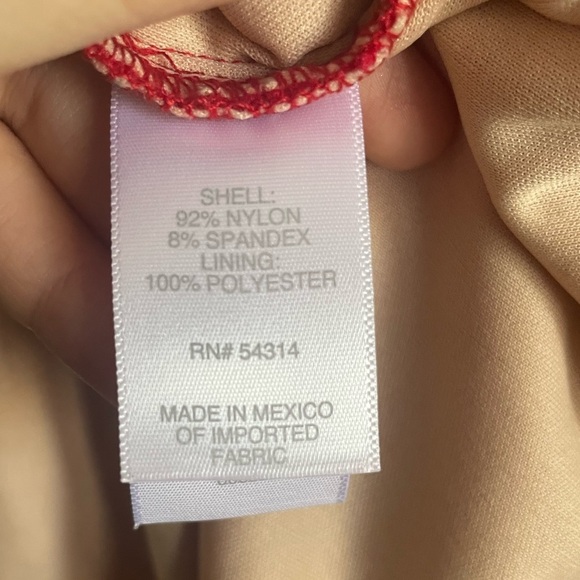 SHELL:
92% NYLON
8% SPANDEX
LINING:
100% POLYESTER
RN# 54314
MADE IN MEXICO
OF IMPORTED
FABRIC